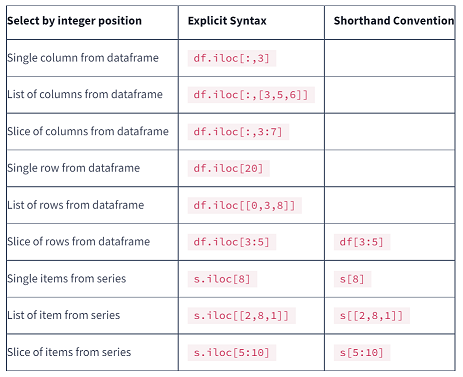 Select by integer position Explicit Syntax Shorthand Convention
Single column from dataframe df.iloc[:,3]
List of columns from dataframe df.iloc[:,[3,5,6]]
Slice of columns from dataframe df.iloc[:,3:7]
Single row from dataframe df.iloc[20]
List of rows from dataframe df.iloc[[0,3,8]]
Slice of rows from dataframe df.iloc[3:5] df[3:5]
Single items from series s.iloc[8] s[8]
List of item from series s.iloc[[2,8,1]] s[[2,8,1]]
Slice of items from series s.iloc[5:10] s[5:10]